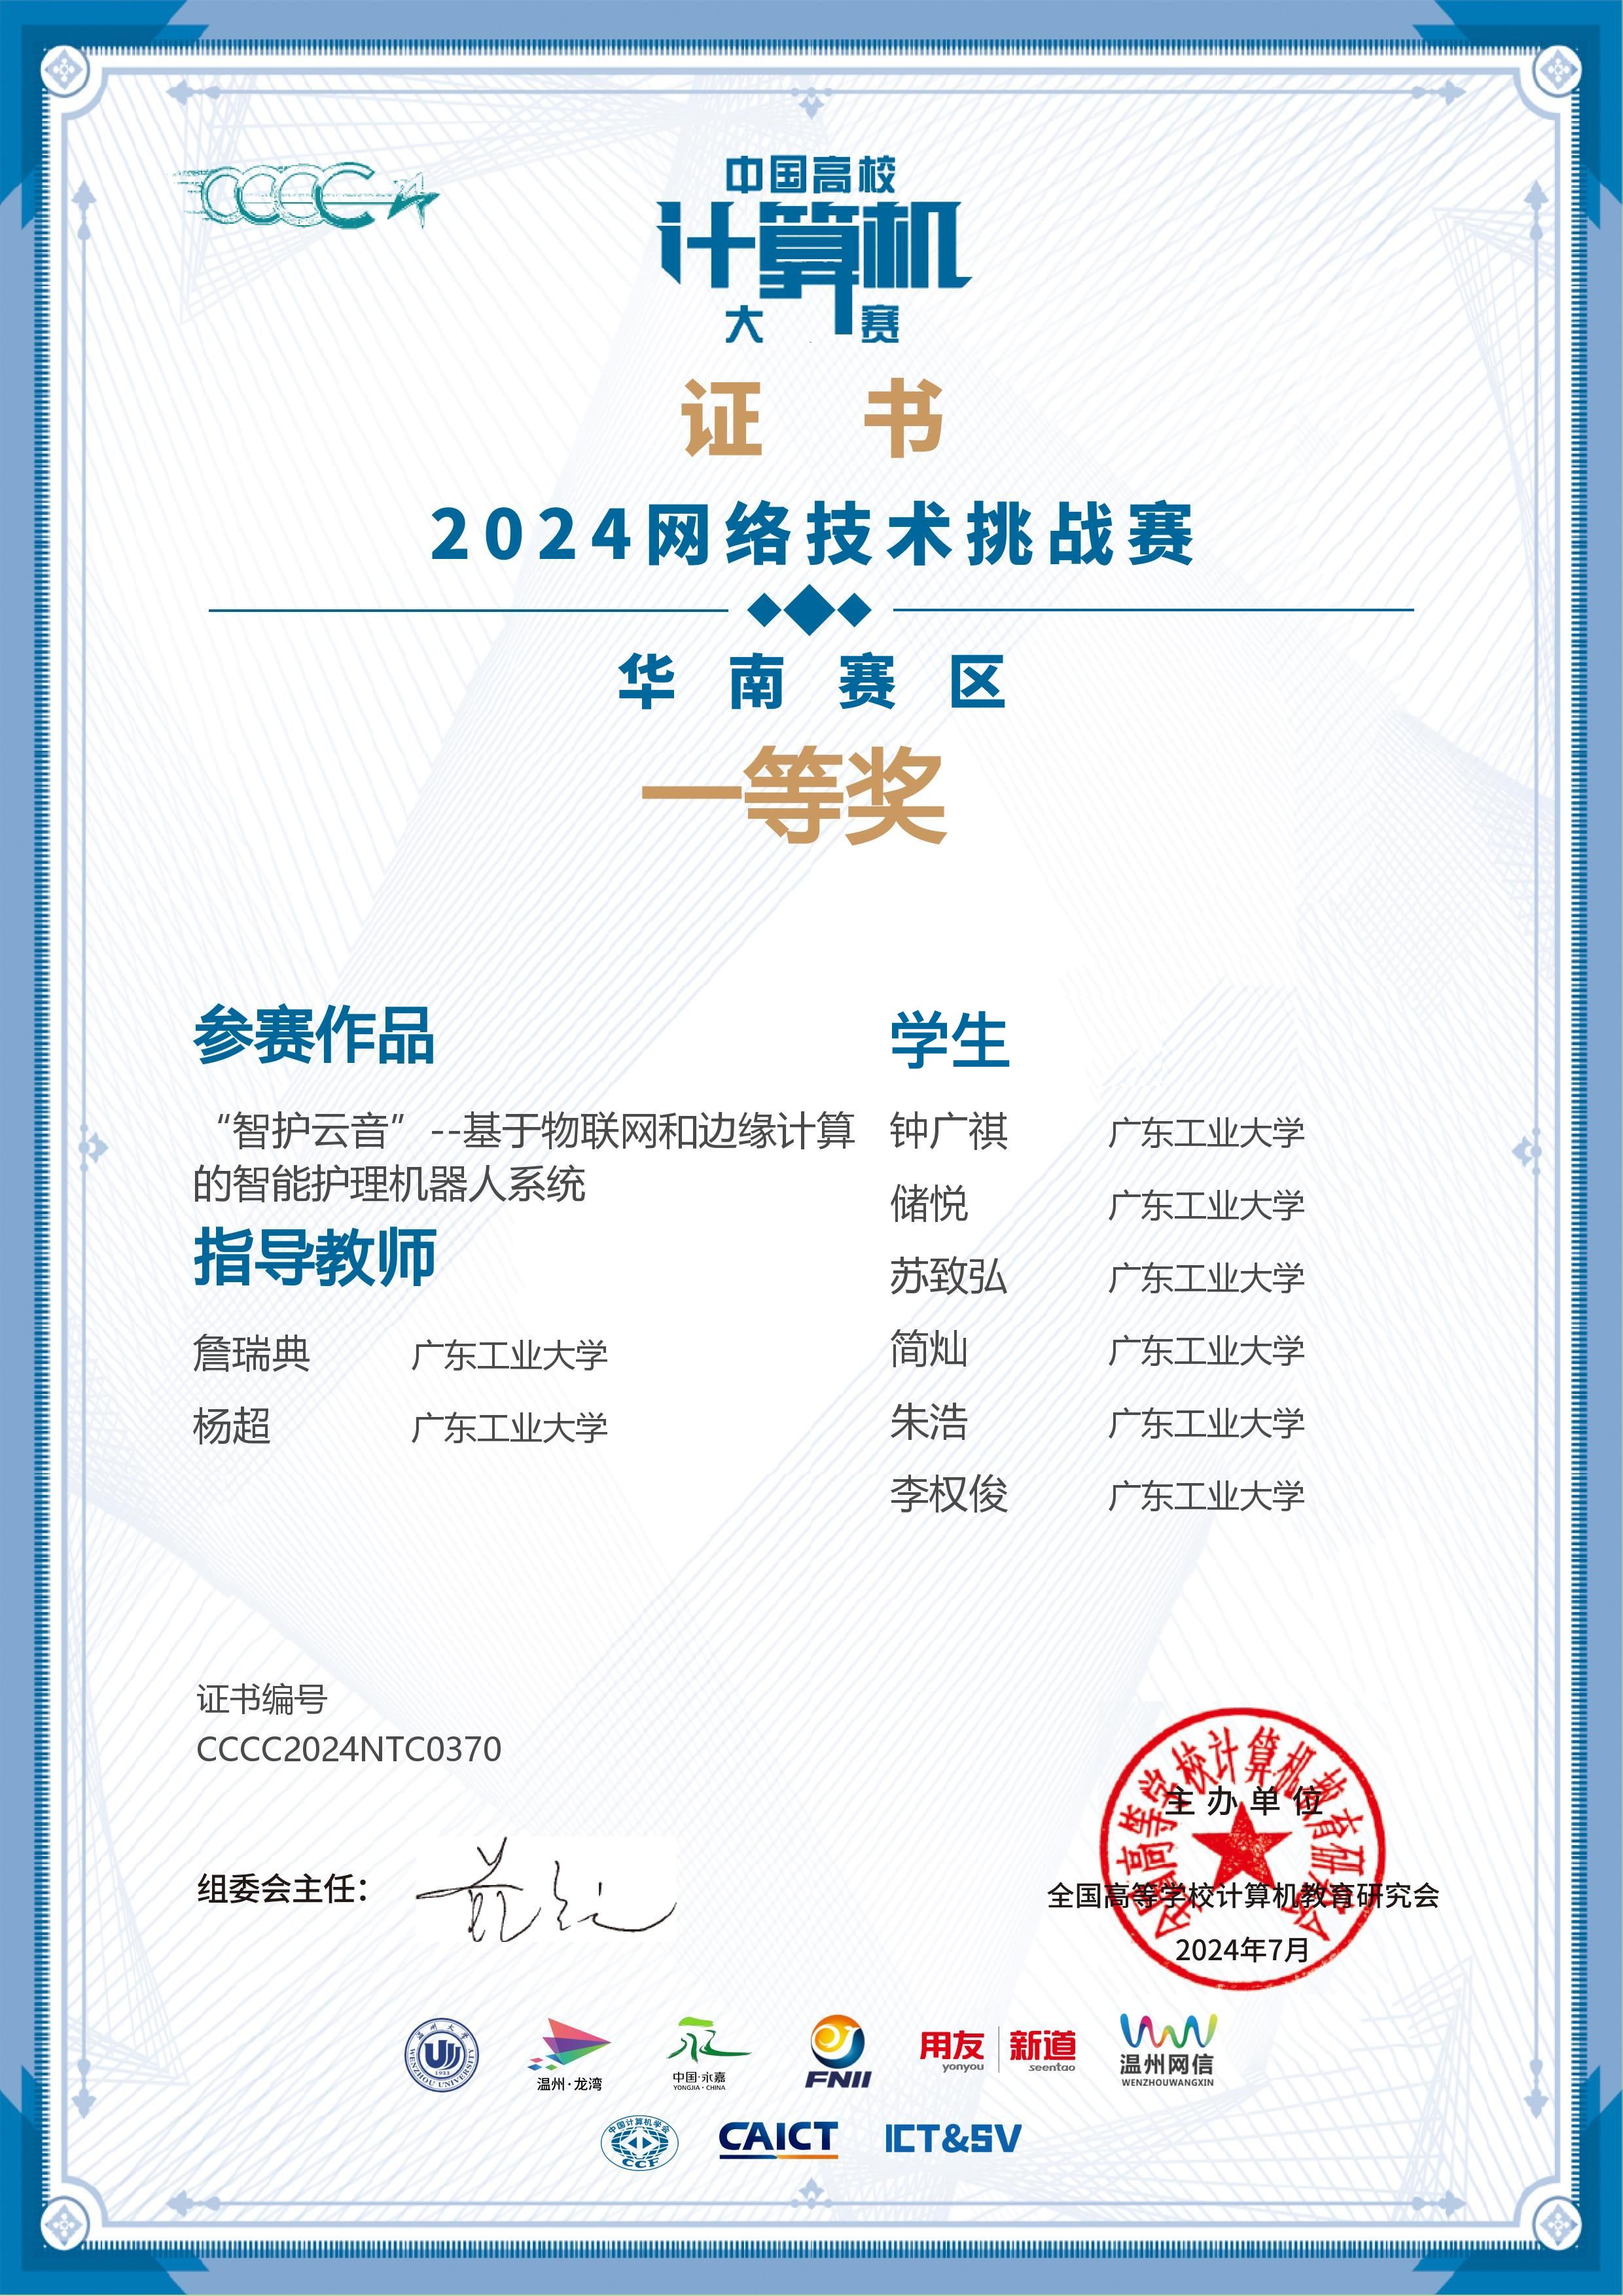 CCCC
中国高校
计算机
大赛
证 书
2024网络技术挑战赛
华 南 赛 区
一等奖
参赛作品
“智护云音”--基于物联网和边缘计算
的智能护理机器人系统
指导教师
詹瑞典 广东工业大学
杨超 广东工业大学
学生
钟广祺 广东工业大学
储悦 广东工业大学
苏致弘 广东工业大学
简灿 广东工业大学
朱浩 广东工业大学
李权俊 广东工业大学
证书编号
CCCC2024NTC0370
组委会主任：
全国高等学校计算机教育研究会
主 办 单 位
全国高等学校计算机教育研究会
2024年7月
温州大学
1933
WENZHOU UNIVERSITY
温州·龙湾
中国·永嘉
YONGJIA·CHINA
FNII
用友 新道
yonyou seentao
温州网信
WENZHOUWANGXIN
中国计算机学会
CCF
CAICT
ICT&SV